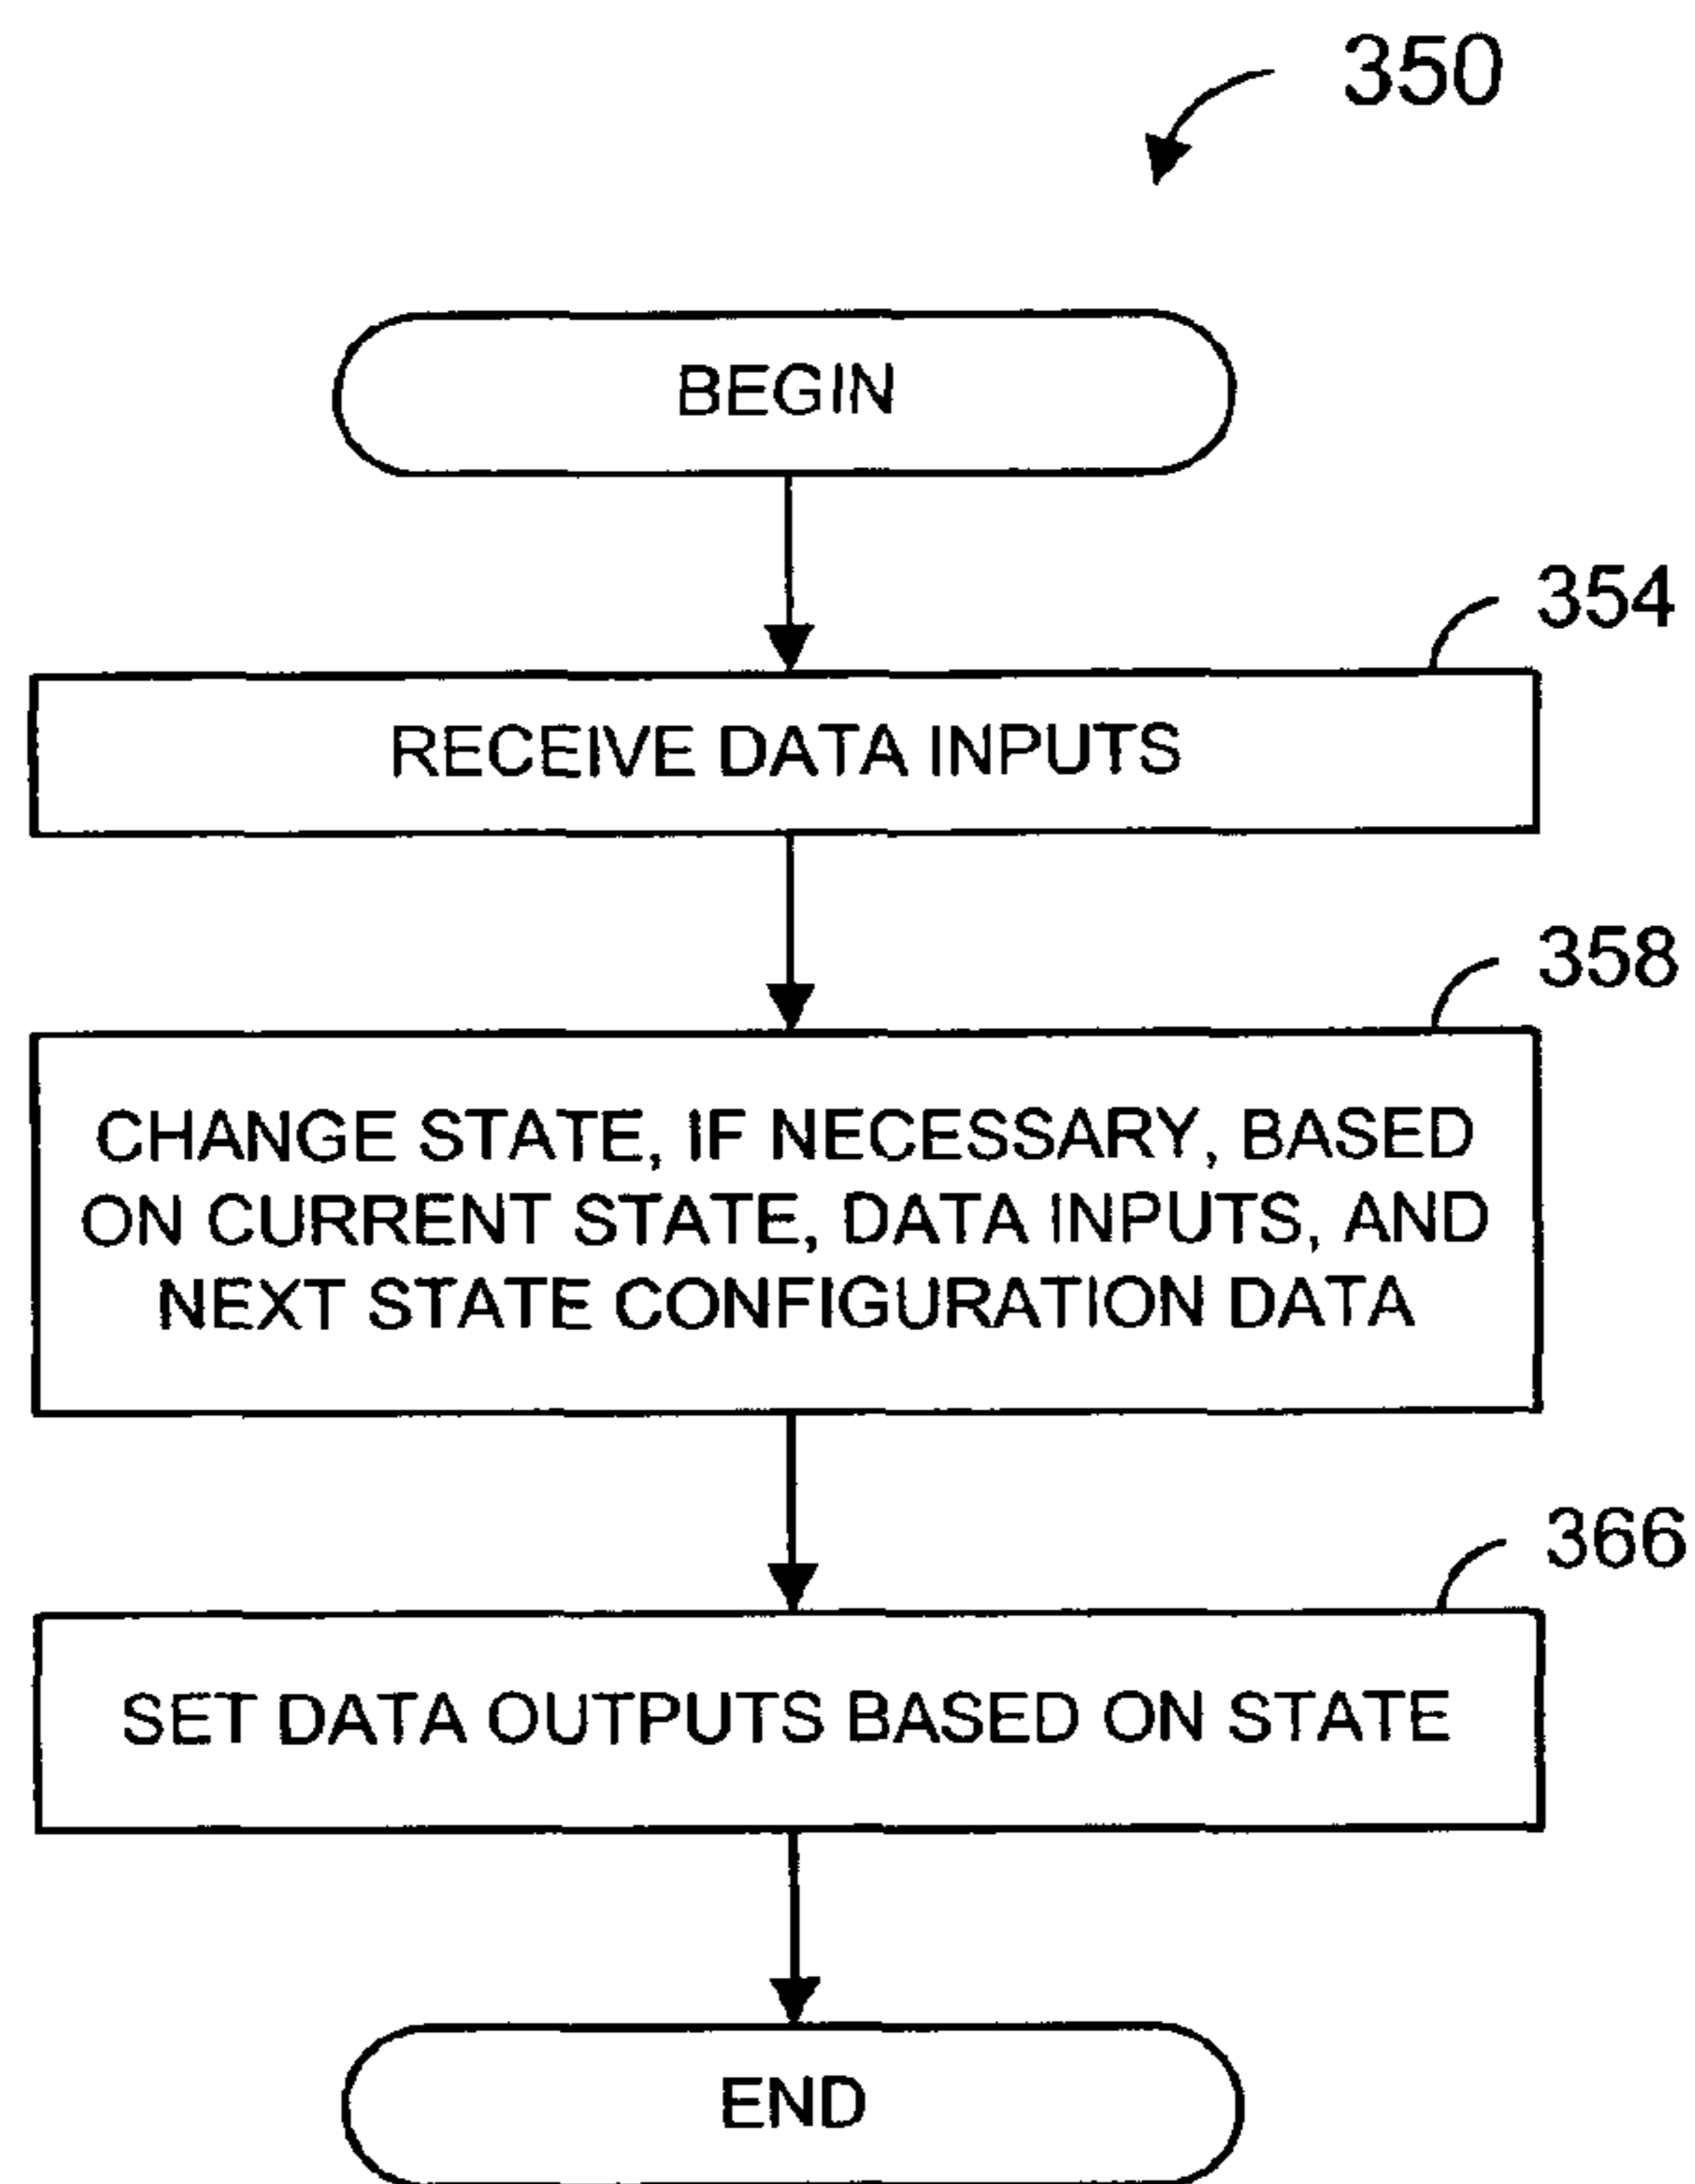 350
BEGIN
354
RECEIVE DATA INPUTS
358
CHANGE STATE, IF NECESSARY, BASED
ON CURRENT STATE, DATA INPUTS, AND
NEXT STATE CONFIGURATION DATA
366
SET DATA OUTPUTS BASED ON STATE
END